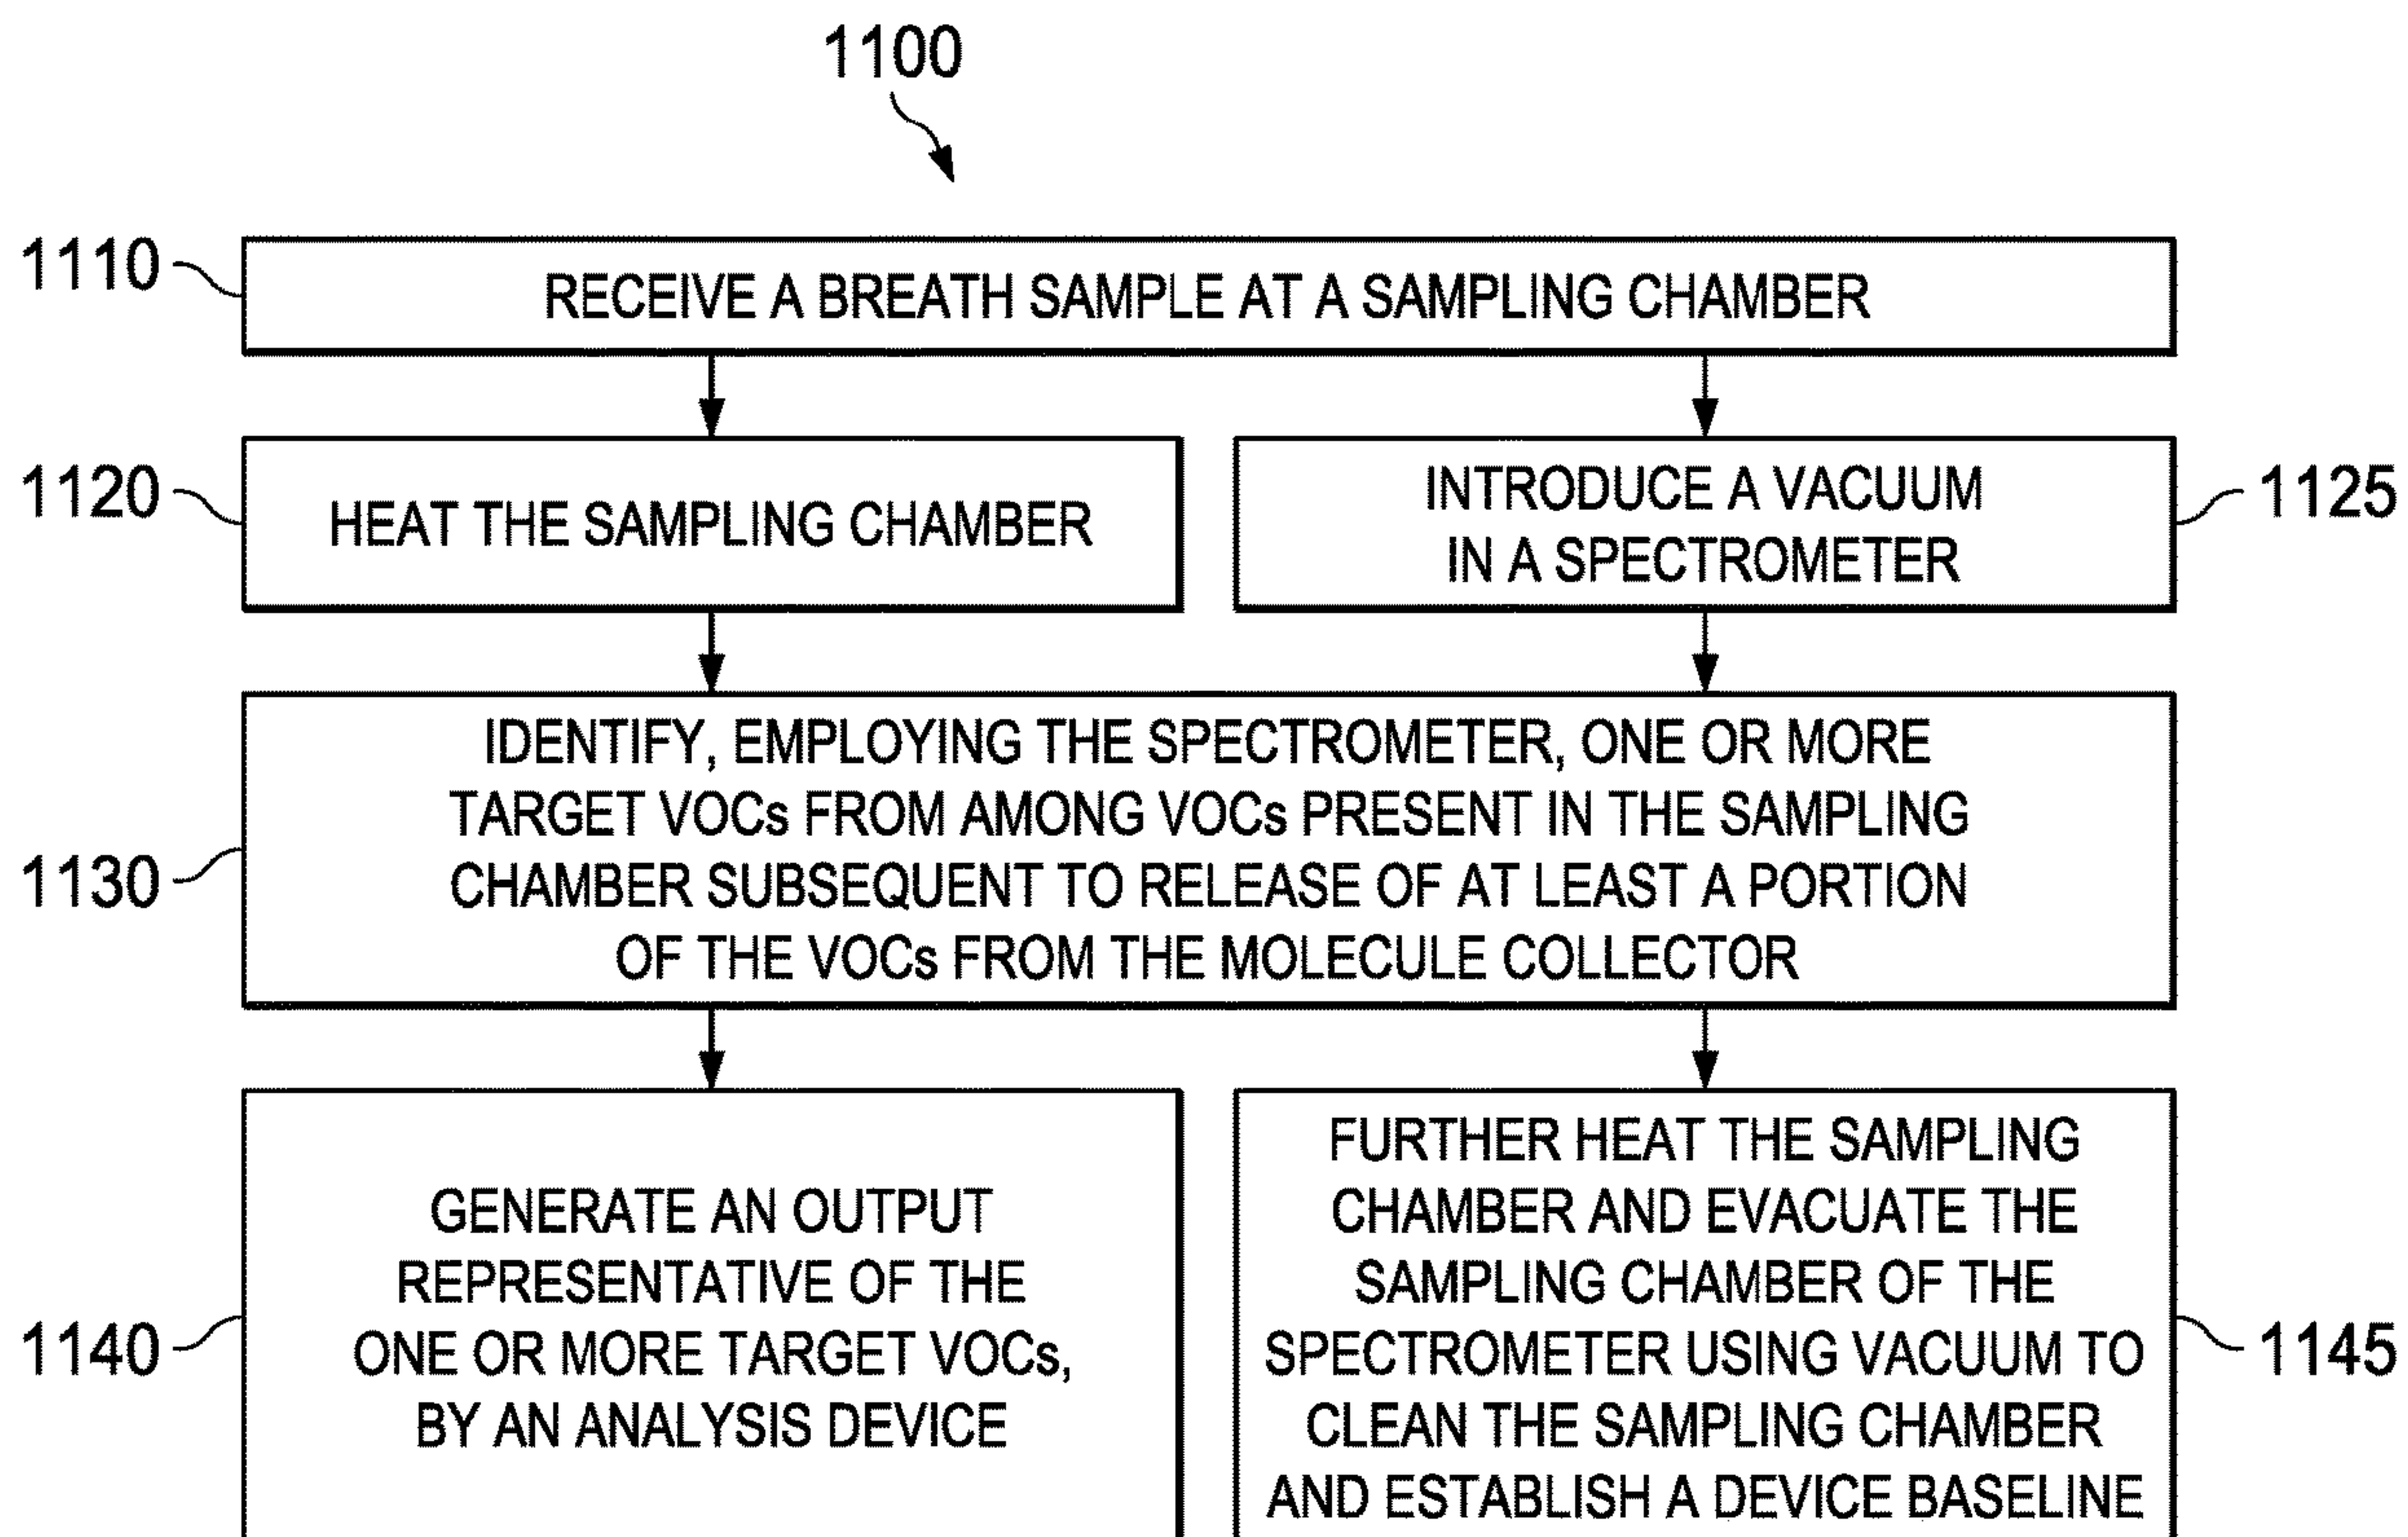 1100
1110
RECEIVE A BREATH SAMPLE AT A SAMPLING CHAMBER
1120
HEAT THE SAMPLING CHAMBER
INTRODUCE A VACUUM
IN A SPECTROMETER
1125
1130
IDENTIFY, EMPLOYING THE SPECTROMETER, ONE OR MORE
TARGET VOCs FROM AMONG VOCs PRESENT IN THE SAMPLING
CHAMBER SUBSEQUENT TO RELEASE OF AT LEAST A PORTION
OF THE VOCs FROM THE MOLECULE COLLECTOR
1140
GENERATE AN OUTPUT
REPRESENTATIVE OF THE
ONE OR MORE TARGET VOCs,
BY AN ANALYSIS DEVICE
FURTHER HEAT THE SAMPLING
CHAMBER AND EVACUATE THE
SAMPLING CHAMBER OF THE
SPECTROMETER USING VACUUM TO
CLEAN THE SAMPLING CHAMBER
AND ESTABLISH A DEVICE BASELINE
1145